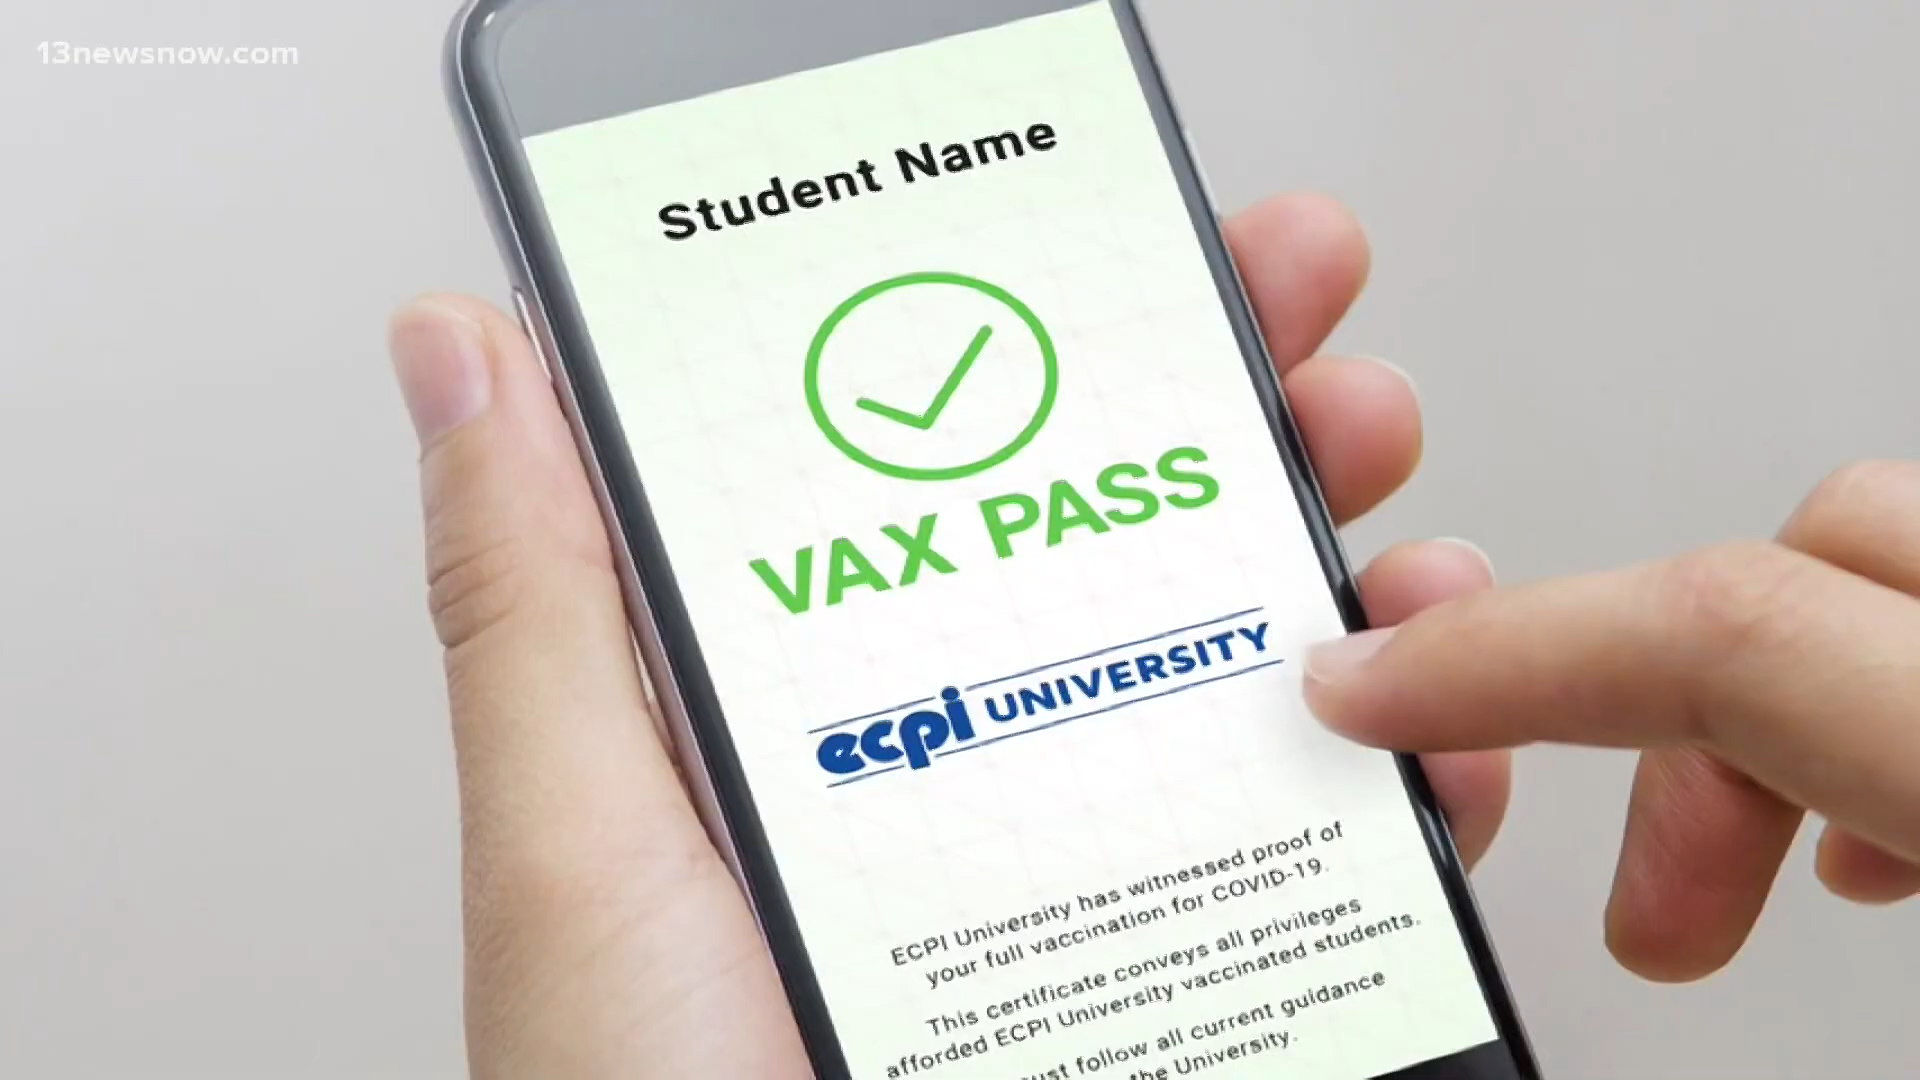 13newsnow.com
Student Name
VAX PASS
ecpi UNIVERSITY
ECPI University has witnessed proof of
your full vaccination for COVID-19.
This certificate conveys all privileges
afforded ECPI University vaccinated students.
follow all current guidance
the University.